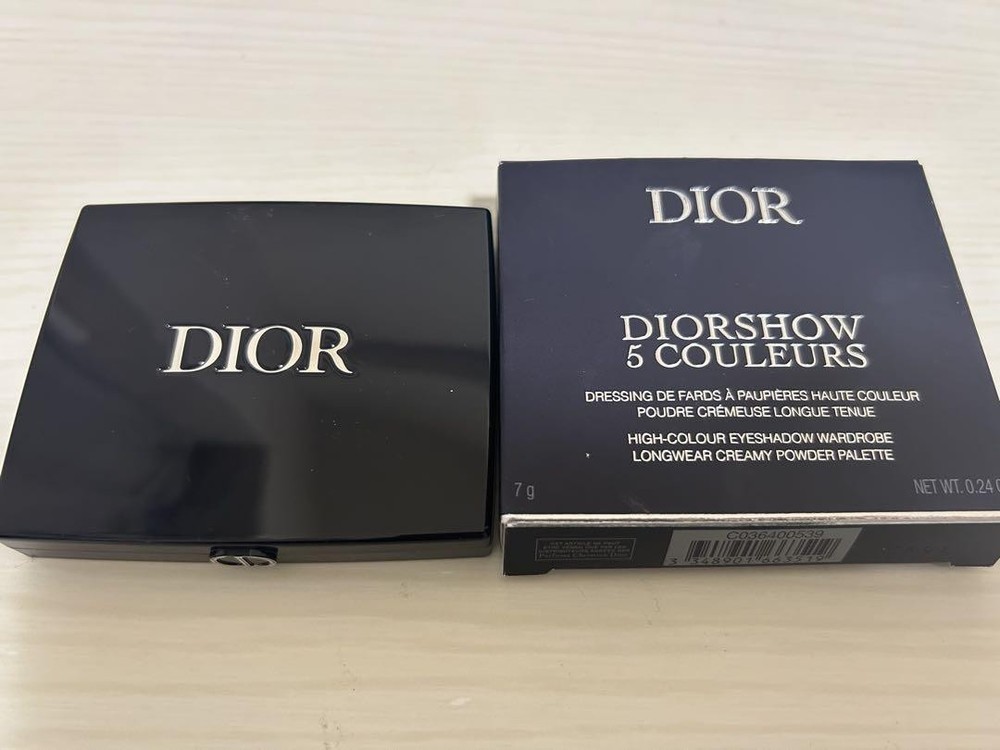 DIOR
DIOR
DIORSHOW
5 COULEURS
DRESSING DE FARDS À PAUPIÈRES HAUTE COULEUR
POUDRE CRÉMEUSE LONGUE TENUE
HIGH-COLOUR EYESHADOW WARDROBE
LONGWEAR CREAMY POWDER PALETTE
7 g
NET WT. 0.24
C036400539